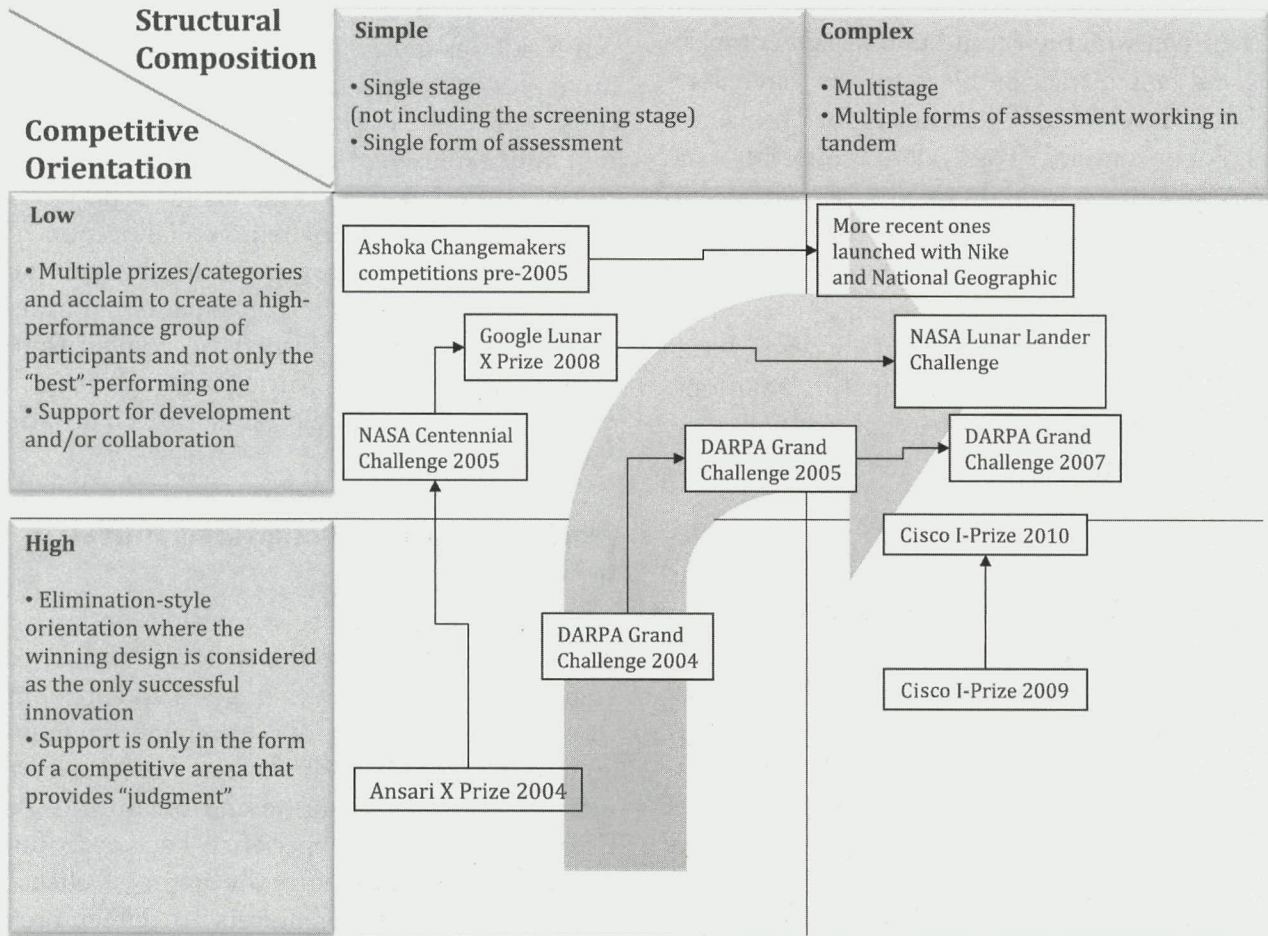 Structural
Composition
Competitive
Orientation
Simple
• Single stage
(not including the screening stage)
• Single form of assessment
Complex
• Multistage
• Multiple forms of assessment working in
tandem
Low
• Multiple prizes/categories
and acclaim to create a high-
performance group of
participants and not only the
“best”-performing one
• Support for development
and/or collaboration
Ashoka Changemakers
competitions pre-2005
More recent ones
launched with Nike
and National Geographic
Google Lunar
X Prize 2008
NASA Lunar Lander
Challenge
NASA Centennial
Challenge 2005
DARPA Grand
Challenge 2005
DARPA Grand
Challenge 2007
High
• Elimination-style
orientation where the
winning design is considered
as the only successful
innovation
• Support is only in the form
of a competitive arena that
provides “judgment”
Cisco I-Prize 2010
DARPA Grand
Challenge 2004
Cisco I-Prize 2009
Ansari X Prize 2004